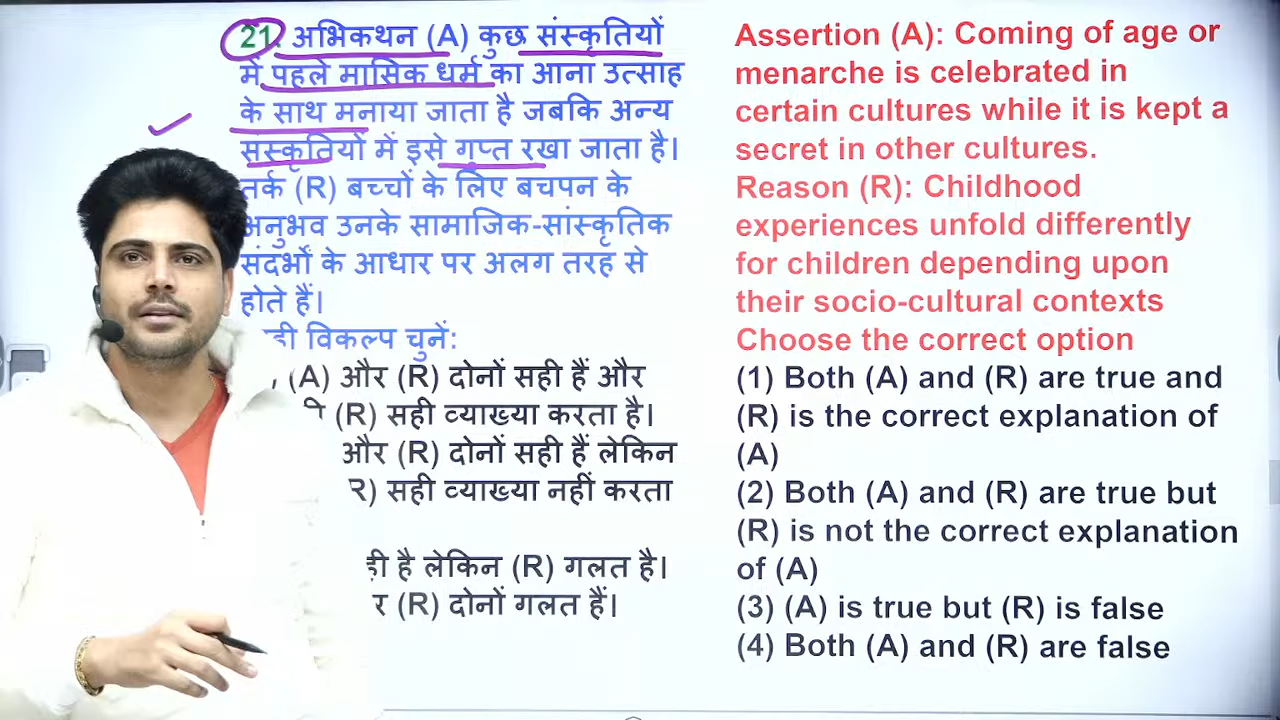 21. अभिकथन (A) कुछ संस्कृतियों
में पहले मासिक धर्म का आना उत्साह
के साथ मनाया जाता है जबकि अन्य
संस्कृतियों में इसे गुप्त रखा जाता है।
तर्क (R) बच्चों के लिए बचपन के
अनुभव उनके सामाजिक-सांस्कृतिक
संदर्भों के आधार पर अलग तरह से
होते हैं।
विकल्प चुनें:
(A) और (R) दोनों सही हैं और
(R) सही व्याख्या करता है।
और (R) दोनों सही हैं लेकिन
R) सही व्याख्या नहीं करता
है लेकिन (R) गलत है।
(R) दोनों गलत हैं।
Assertion (A): Coming of age or
menarche is celebrated in
certain cultures while it is kept a
secret in other cultures.
Reason (R): Childhood
experiences unfold differently
for children depending upon
their socio-cultural contexts
Choose the correct option
(1) Both (A) and (R) are true and
(R) is the correct explanation of
(A)
(2) Both (A) and (R) are true but
(R) is not the correct explanation
of (A)
(3) (A) is true but (R) is false
(4) Both (A) and (R) are false